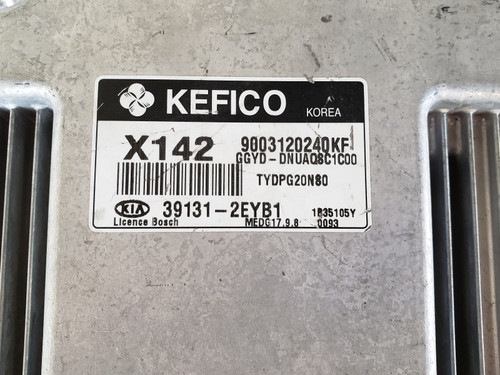 KEFICO KOREA
X142 9003120240KF
GGYD-DNUAQ8C1C00
TYDPG20N80
KIA 39131-2EYB1 1835105Y
Licence Bosch MEDG17.9.8 0093